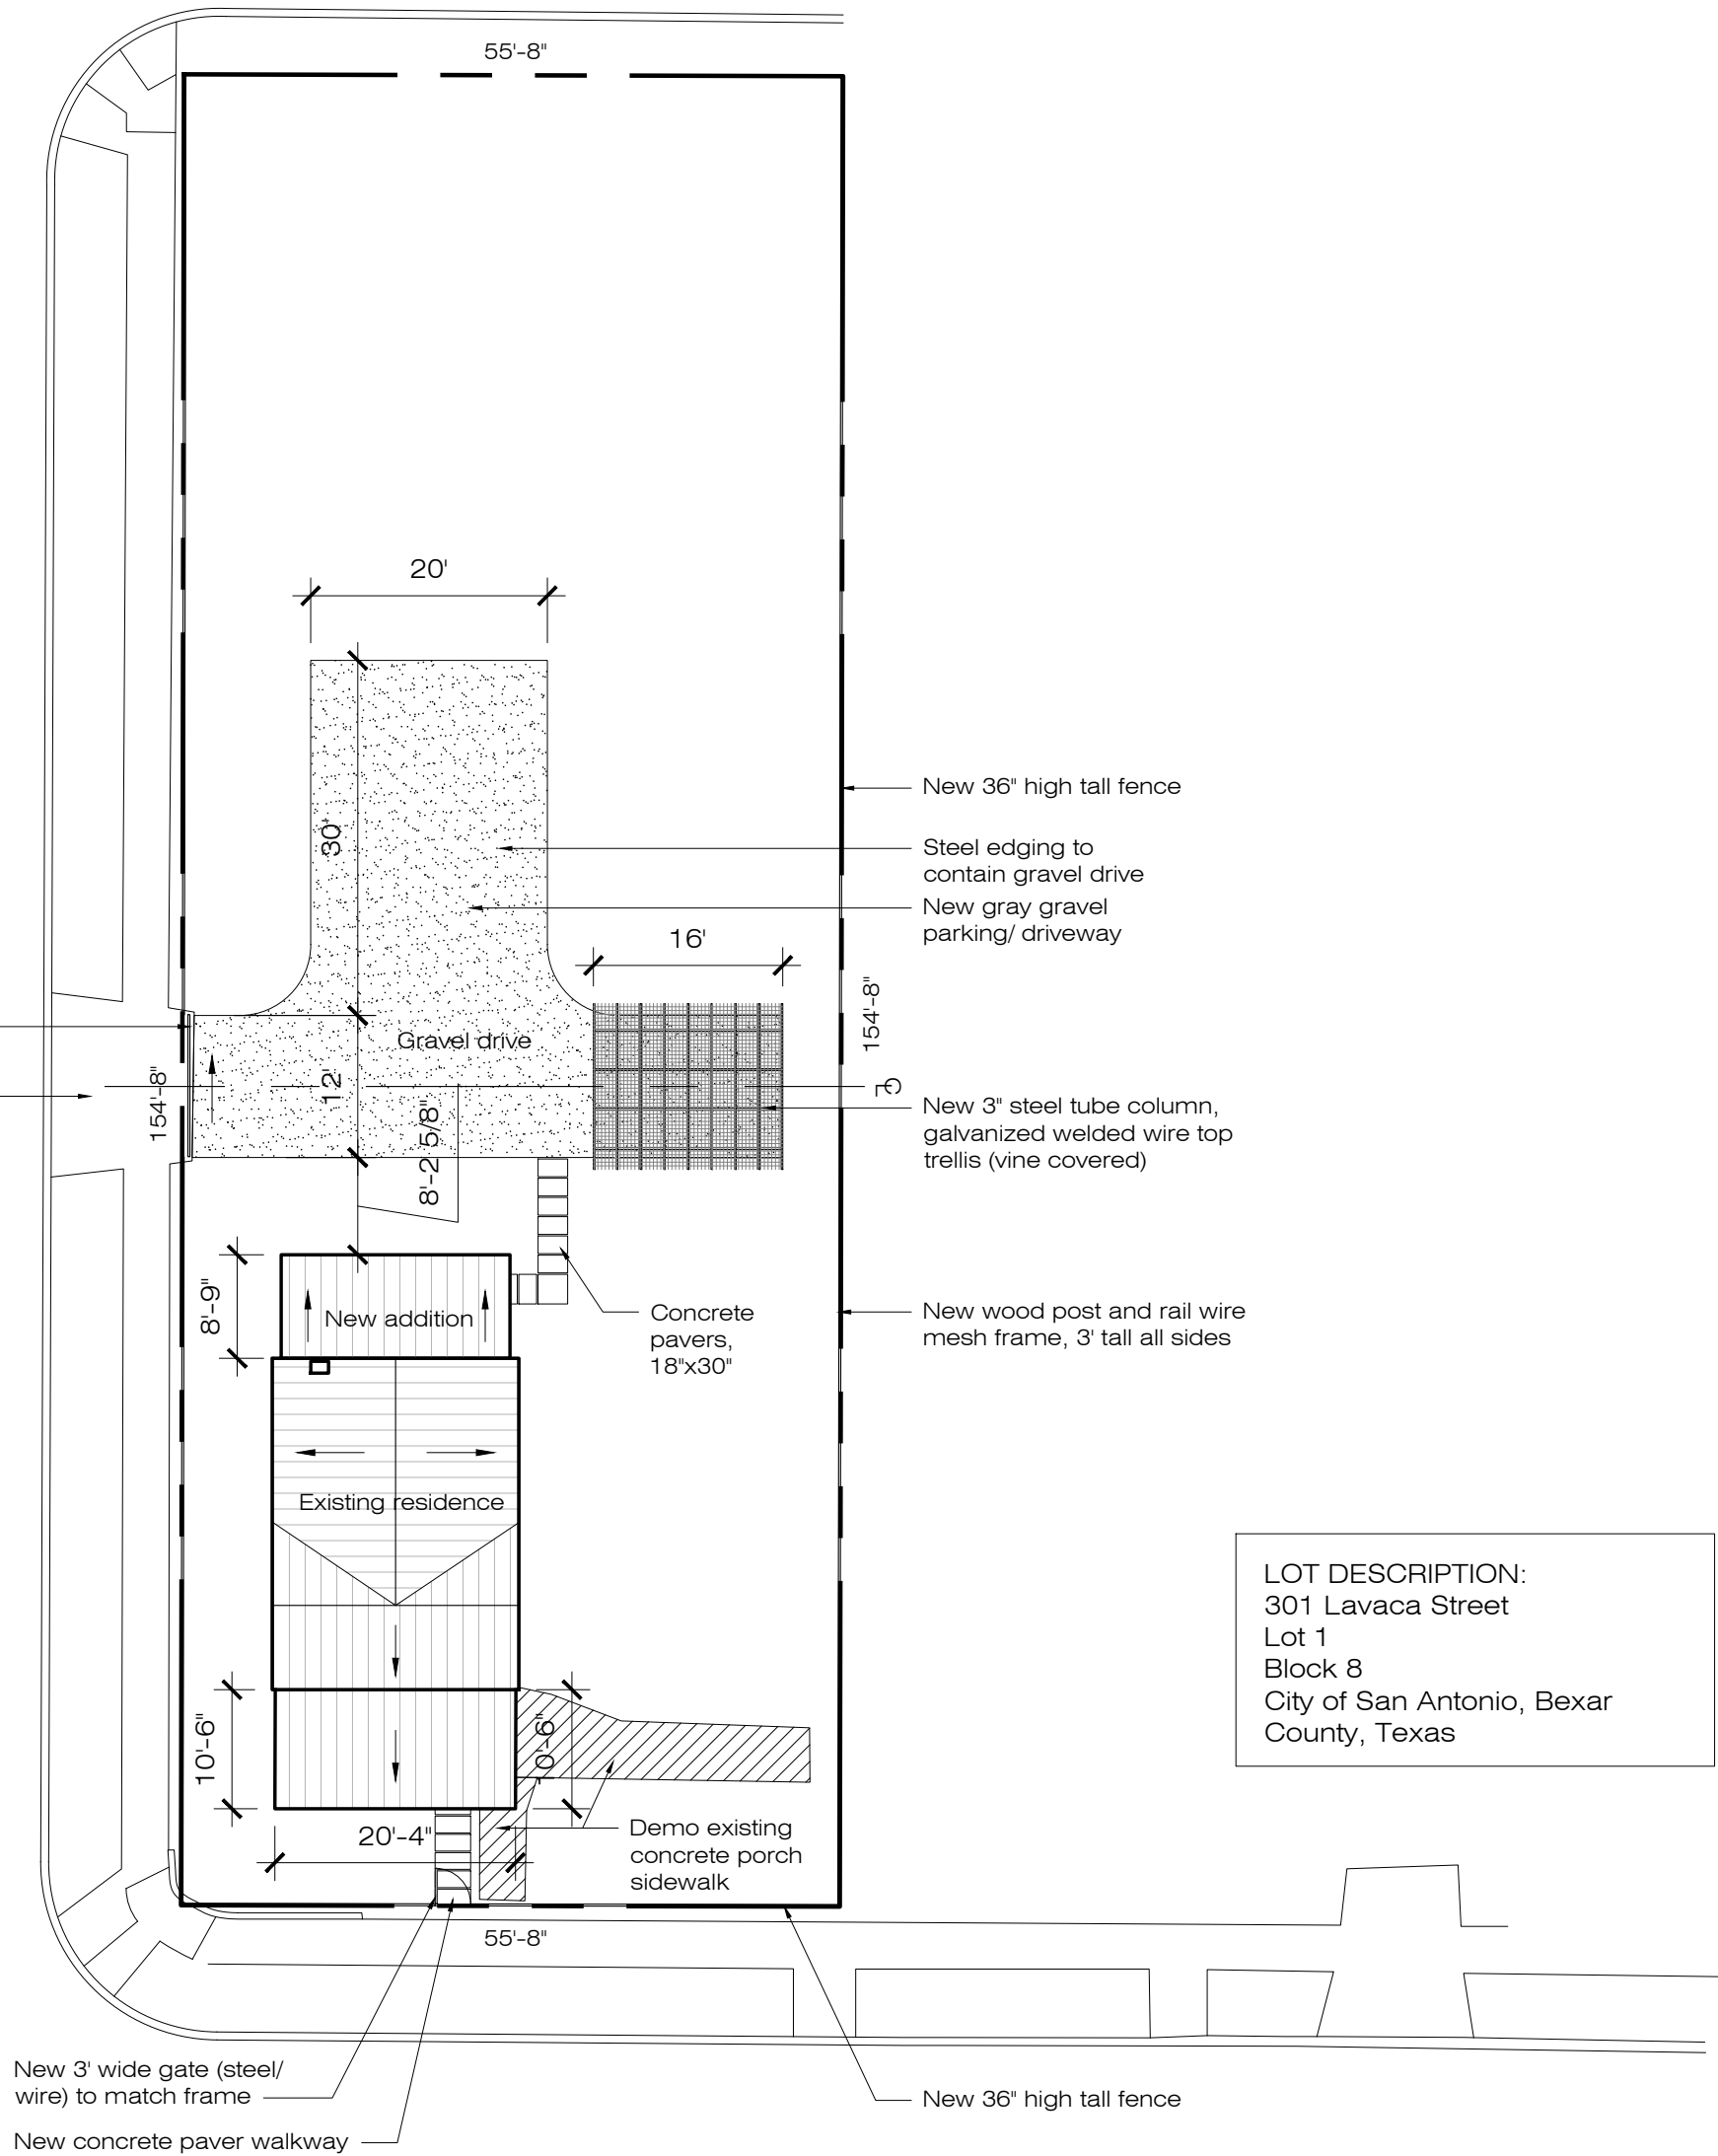 55'-8"
20'
30'
New 36" high tall fence
Steel edging to
contain gravel drive
New gray gravel
parking/ driveway
16'
154'-8"
Gravel drive
12'
154'-8"
8'-2 5/8"
CL
New 3" steel tube column,
galvanized welded wire top
trellis (vine covered)
8'-9"
New addition
Concrete
pavers,
18"x30"
New wood post and rail wire
mesh frame, 3' tall all sides
Existing residence
LOT DESCRIPTION:
301 Lavaca Street
Lot 1
Block 8
City of San Antonio, Bexar
County, Texas
10'-6"
10'-6"
20'-4"
Demo existing
concrete porch
sidewalk
55'-8"
New 3' wide gate (steel/
wire) to match frame
New 36" high tall fence
New concrete paver walkway